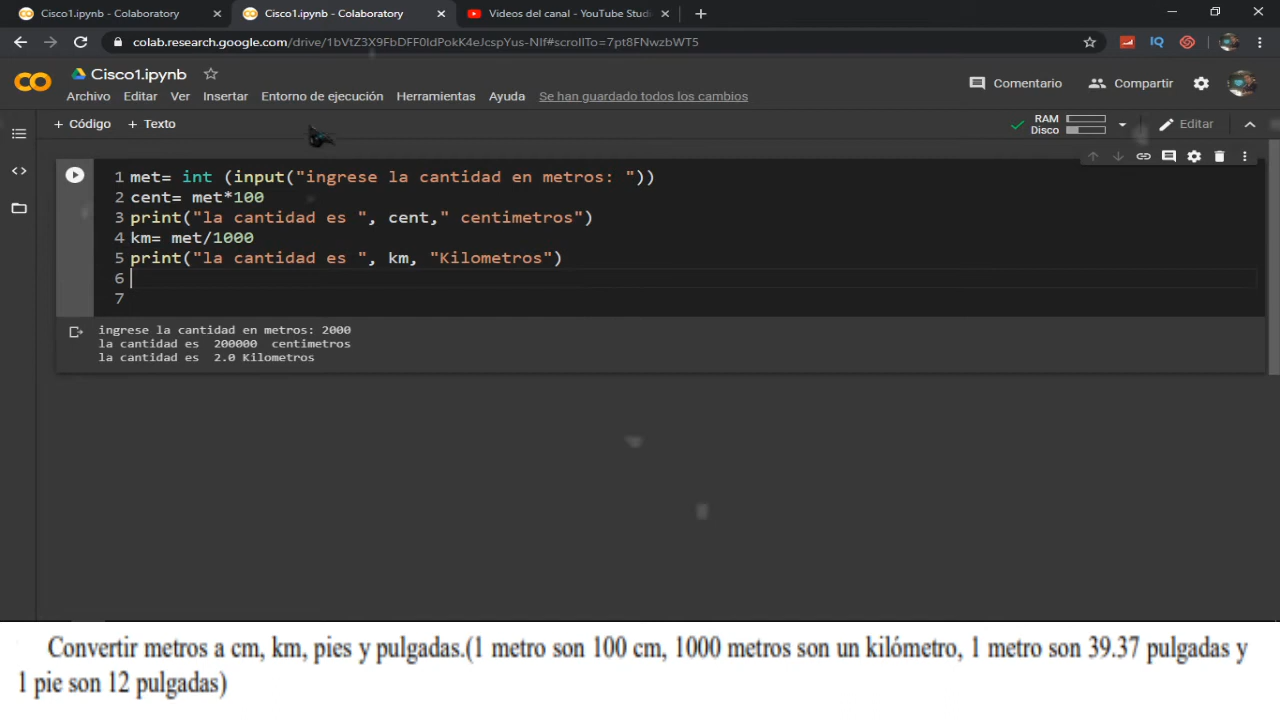 Cisco1.ipynb - Colaboratory
Cisco1.ipynb - Colaboratory
Videos del canal - YouTube Stud
colab.research.google.com/drive/1bVtZ3X9FbDFF0IdPokK4eJcspYus-NIf#scrollTo=7pt8FNwzbWT5
Cisco1.ipynb
Comentario
Compartir
Archivo Editar Ver Insertar Entorno de ejecución Herramientas Ayuda Se han guardado todos los cambios
+ Código + Texto
RAM
Disco
Editar
1 met= int (input("ingrese la cantidad en metros: "))
2 cent= met*100
3 print("la cantidad es ", cent," centimetros")
4 km= met/1000
5 print("la cantidad es ", km, "Kilometros")
6
7
ingrese la cantidad en metros: 2000
la cantidad es  200000  centimetros
la cantidad es  2.0 Kilometros
Convertir metros a cm, km, pies y pulgadas.(1 metro son 100 cm, 1000 metros son un kilómetro, 1 metro son 39.37 pulgadas y
1 pie son 12 pulgadas)